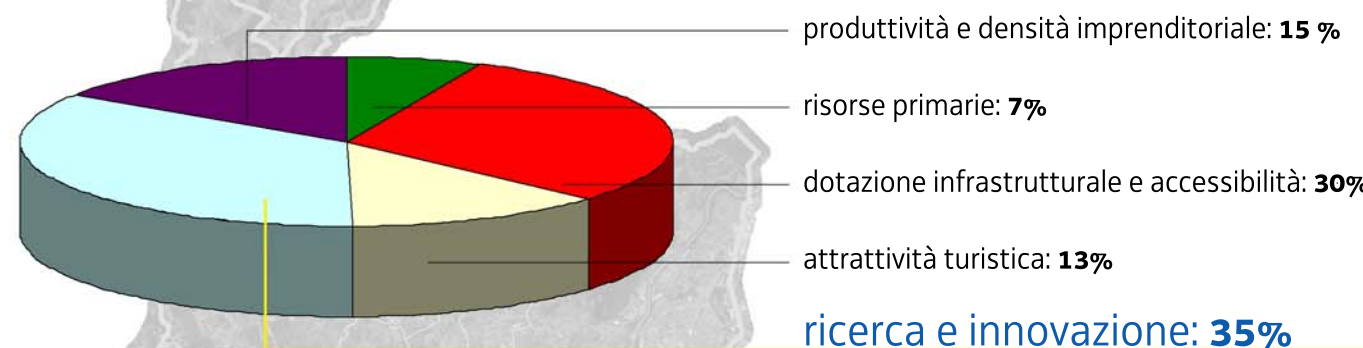 produttività e densità imprenditoriale: 15 %
risorse primarie: 7%
dotazione infrastrutturale e accessibilità: 30%
attrattività turistica: 13%
ricerca e innovazione: 35%